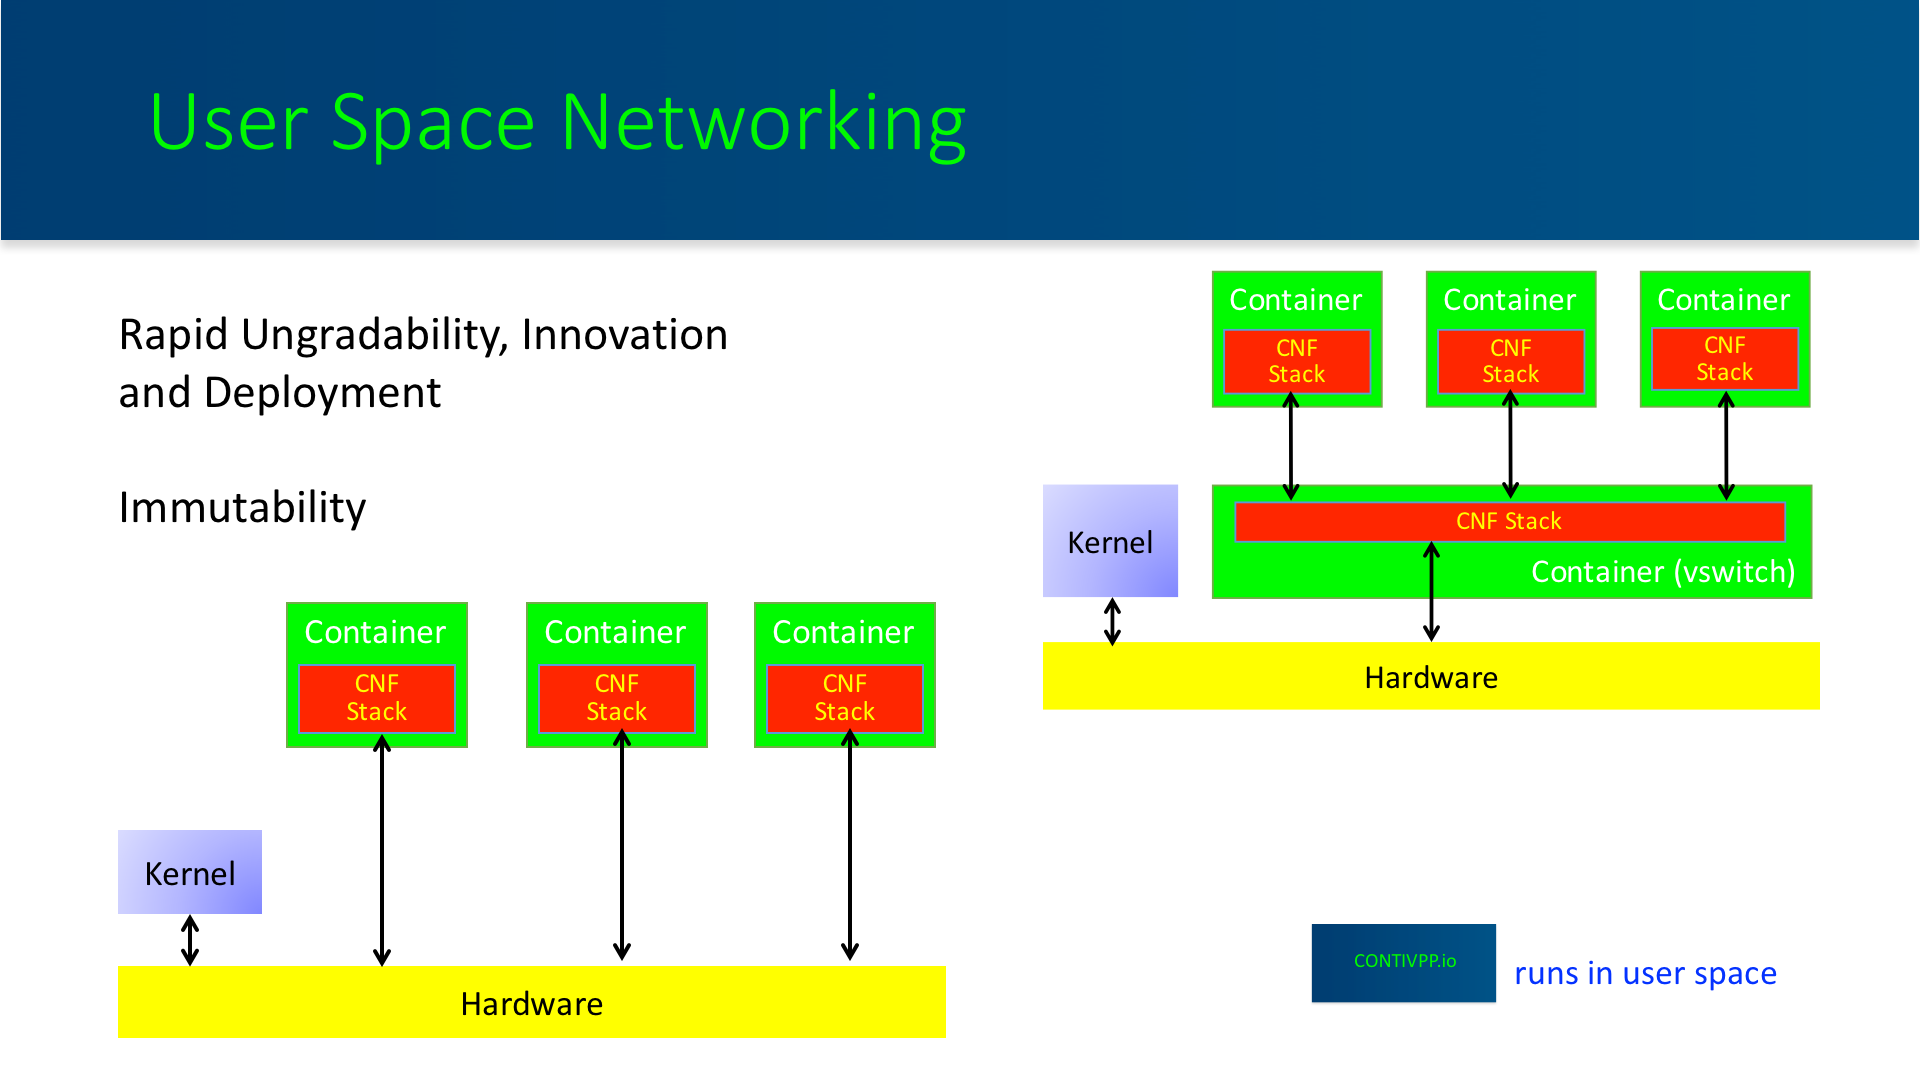 User Space Networking
Rapid Ungradability, Innovation
and Deployment
Immutability
Container
CNF
Stack
Container
CNF
Stack
Container
CNF
Stack
Kernel
Hardware
Container
CNF
Stack
Container
CNF
Stack
Container
CNF
Stack
Kernel
CNF Stack
Container (vswitch)
Hardware
CONTIVPP.io
runs in user space